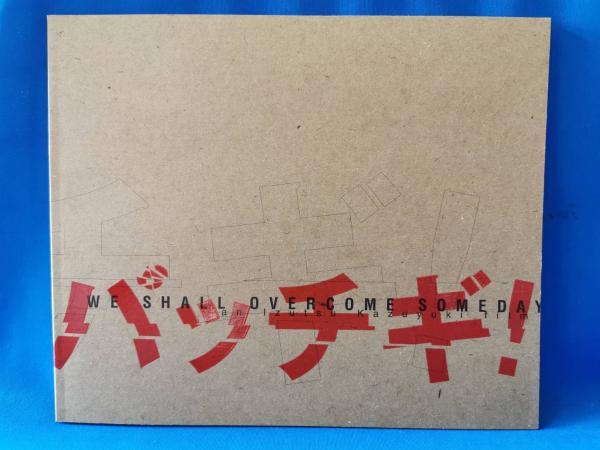 WE SHALL OVERCOME SOMEDAY
an Izutsu Kazuyuki film
パッチギ!